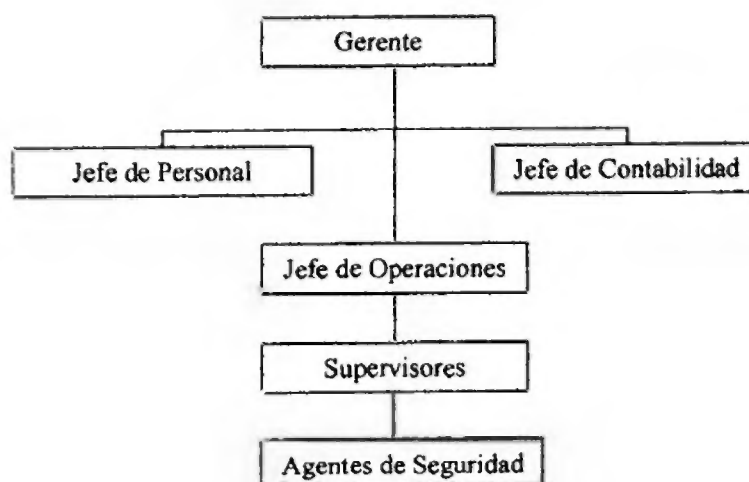 Gerente
Jefe de Personal
Jefe de Contabilidad
Jefe de Operaciones
Supervisores
Agentes de Seguridad